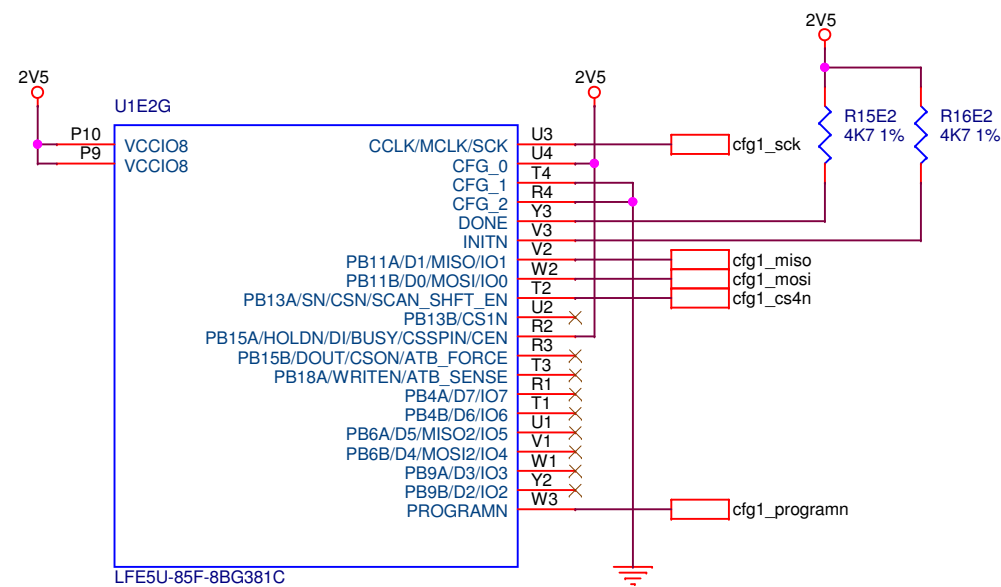 2V5
2V5
2V5
U1E2G
R15E2
4K7 1%
R16E2
4K7 1%
P10 VCCIO8
P9 VCCIO8
CCLK/MCLK/SCK U3 cfg1_sck
CFG_0 U4
CFG_1 T4
CFG_2 R4
DONE Y3
INITN V3
PB11A/D1/MISO/IO1 V2 cfg1_miso
PB11B/D0/MOSI/IO0 W2 cfg1_mosi
PB13A/SN/CSN/SCAN_SHFT_EN T2 cfg1_cs4n
PB13B/CS1N U2
PB15A/HOLDN/DI/BUSY/CSSPIN/CEN R2
PB15B/DOUT/CSON/ATB_FORCE R3
PB18A/WRITEN/ATB_SENSE T3
PB4A/D7/IO7 R1
PB4B/D6/IO6 T1
PB6A/D5/MISO2/IO5 U1
PB6B/D4/MOSI2/IO4 V1
PB9A/D3/IO3 W1
PB9B/D2/IO2 Y2
PROGRAMN W3 cfg1_programn
LFE5U-85F-8BG381C